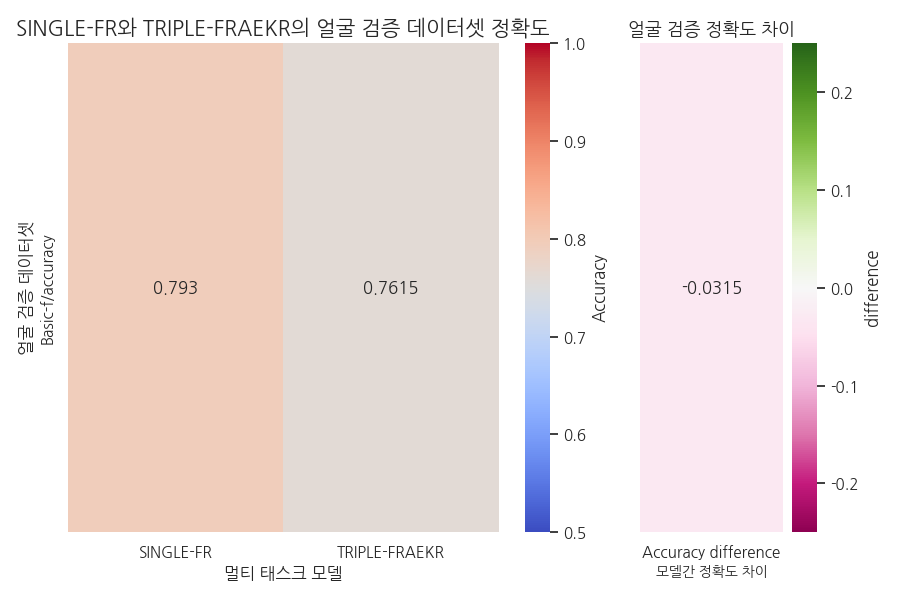 SINGLE-FR와 TRIPLE-FRAEKR의 얼굴 검증 데이터셋 정확도
얼굴 검증 데이터셋
Basic-f/accuracy
0.793
0.7615
SINGLE-FR
TRIPLE-FRAEKR
멀티 태스크 모델
1.0
0.9
0.8
0.7
0.6
0.5
Accuracy
얼굴 검증 정확도 차이
-0.0315
Accuracy difference
모델간 정확도 차이
0.2
0.1
0.0
-0.1
-0.2
difference